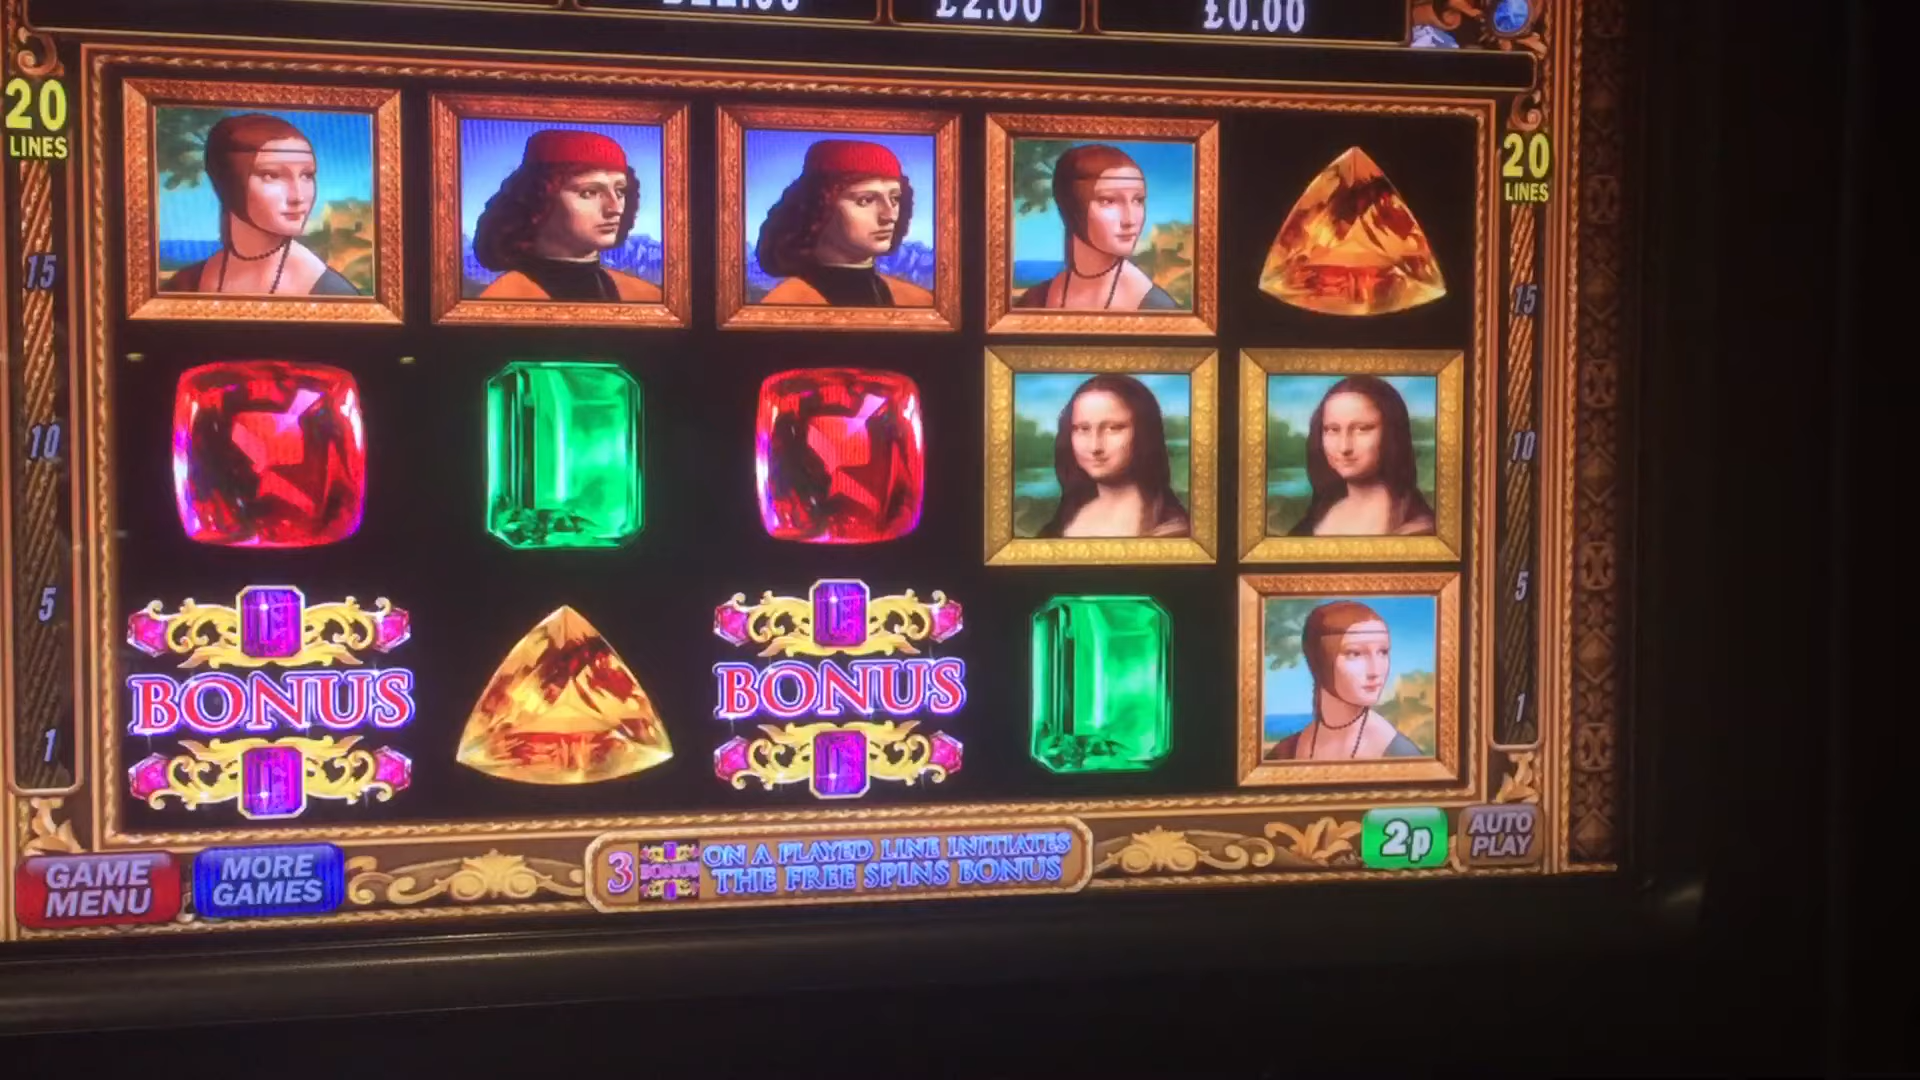 £2.00
£0.00
20
LINES
20
LINES
15
15
10
10
5
5
1
1
BONUS
BONUS
GAME
MENU
MORE
GAMES
3 BONUS ON A PLAYED LINE INITIATES
THE FREE SPINS BONUS
2p
AUTO
PLAY